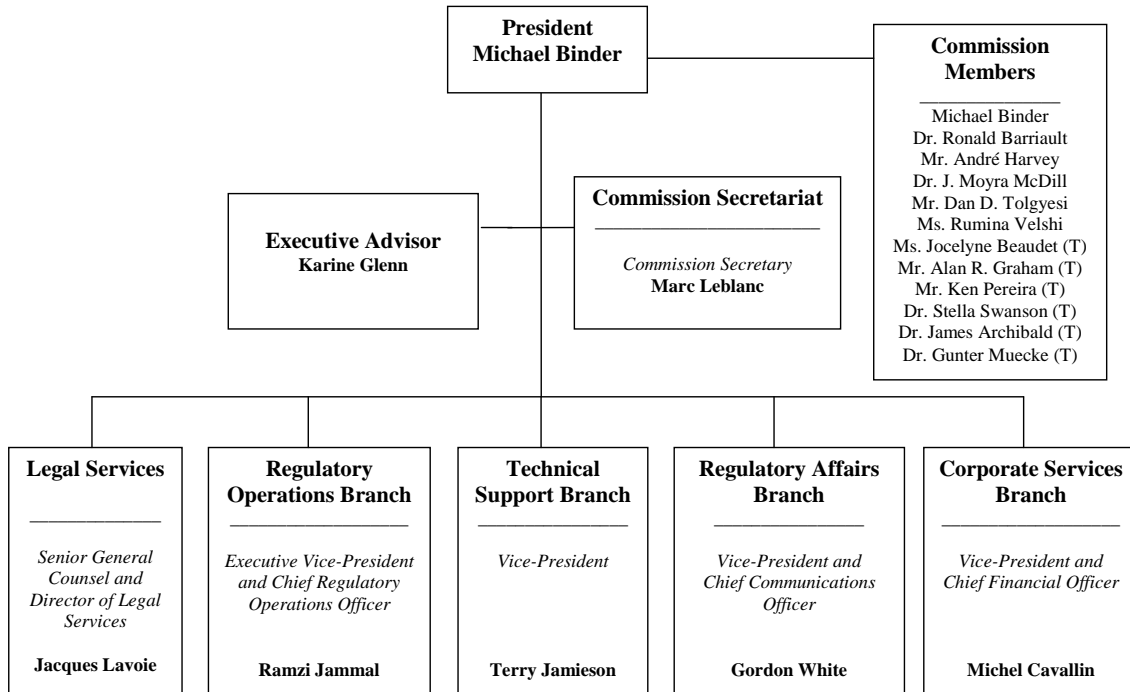 President
Michael Binder
Commission
Members
Michael Binder
Dr. Ronald Barriault
Mr. André Harvey
Dr. J. Moyra McDill
Mr. Dan D. Tolgyesi
Ms. Rumina Velshi
Ms. Jocelyne Beaudet (T)
Mr. Alan R. Graham (T)
Mr. Ken Pereira (T)
Dr. Stella Swanson (T)
Dr. James Archibald (T)
Dr. Gunter Muecke (T)
Executive Advisor
Karine Glenn
Commission Secretariat
Commission Secretary
Marc Leblanc
Legal Services
Senior General
Counsel and
Director of Legal
Services
Jacques Lavoie
Regulatory
Operations Branch
Executive Vice-President
and Chief Regulatory
Operations Officer
Ramzi Jammal
Technical
Support Branch
Vice-President
Terry Jamieson
Regulatory Affairs
Branch
Vice-President and
Chief Communications
Officer
Gordon White
Corporate Services
Branch
Vice-President and
Chief Financial Officer
Michel Cavallin